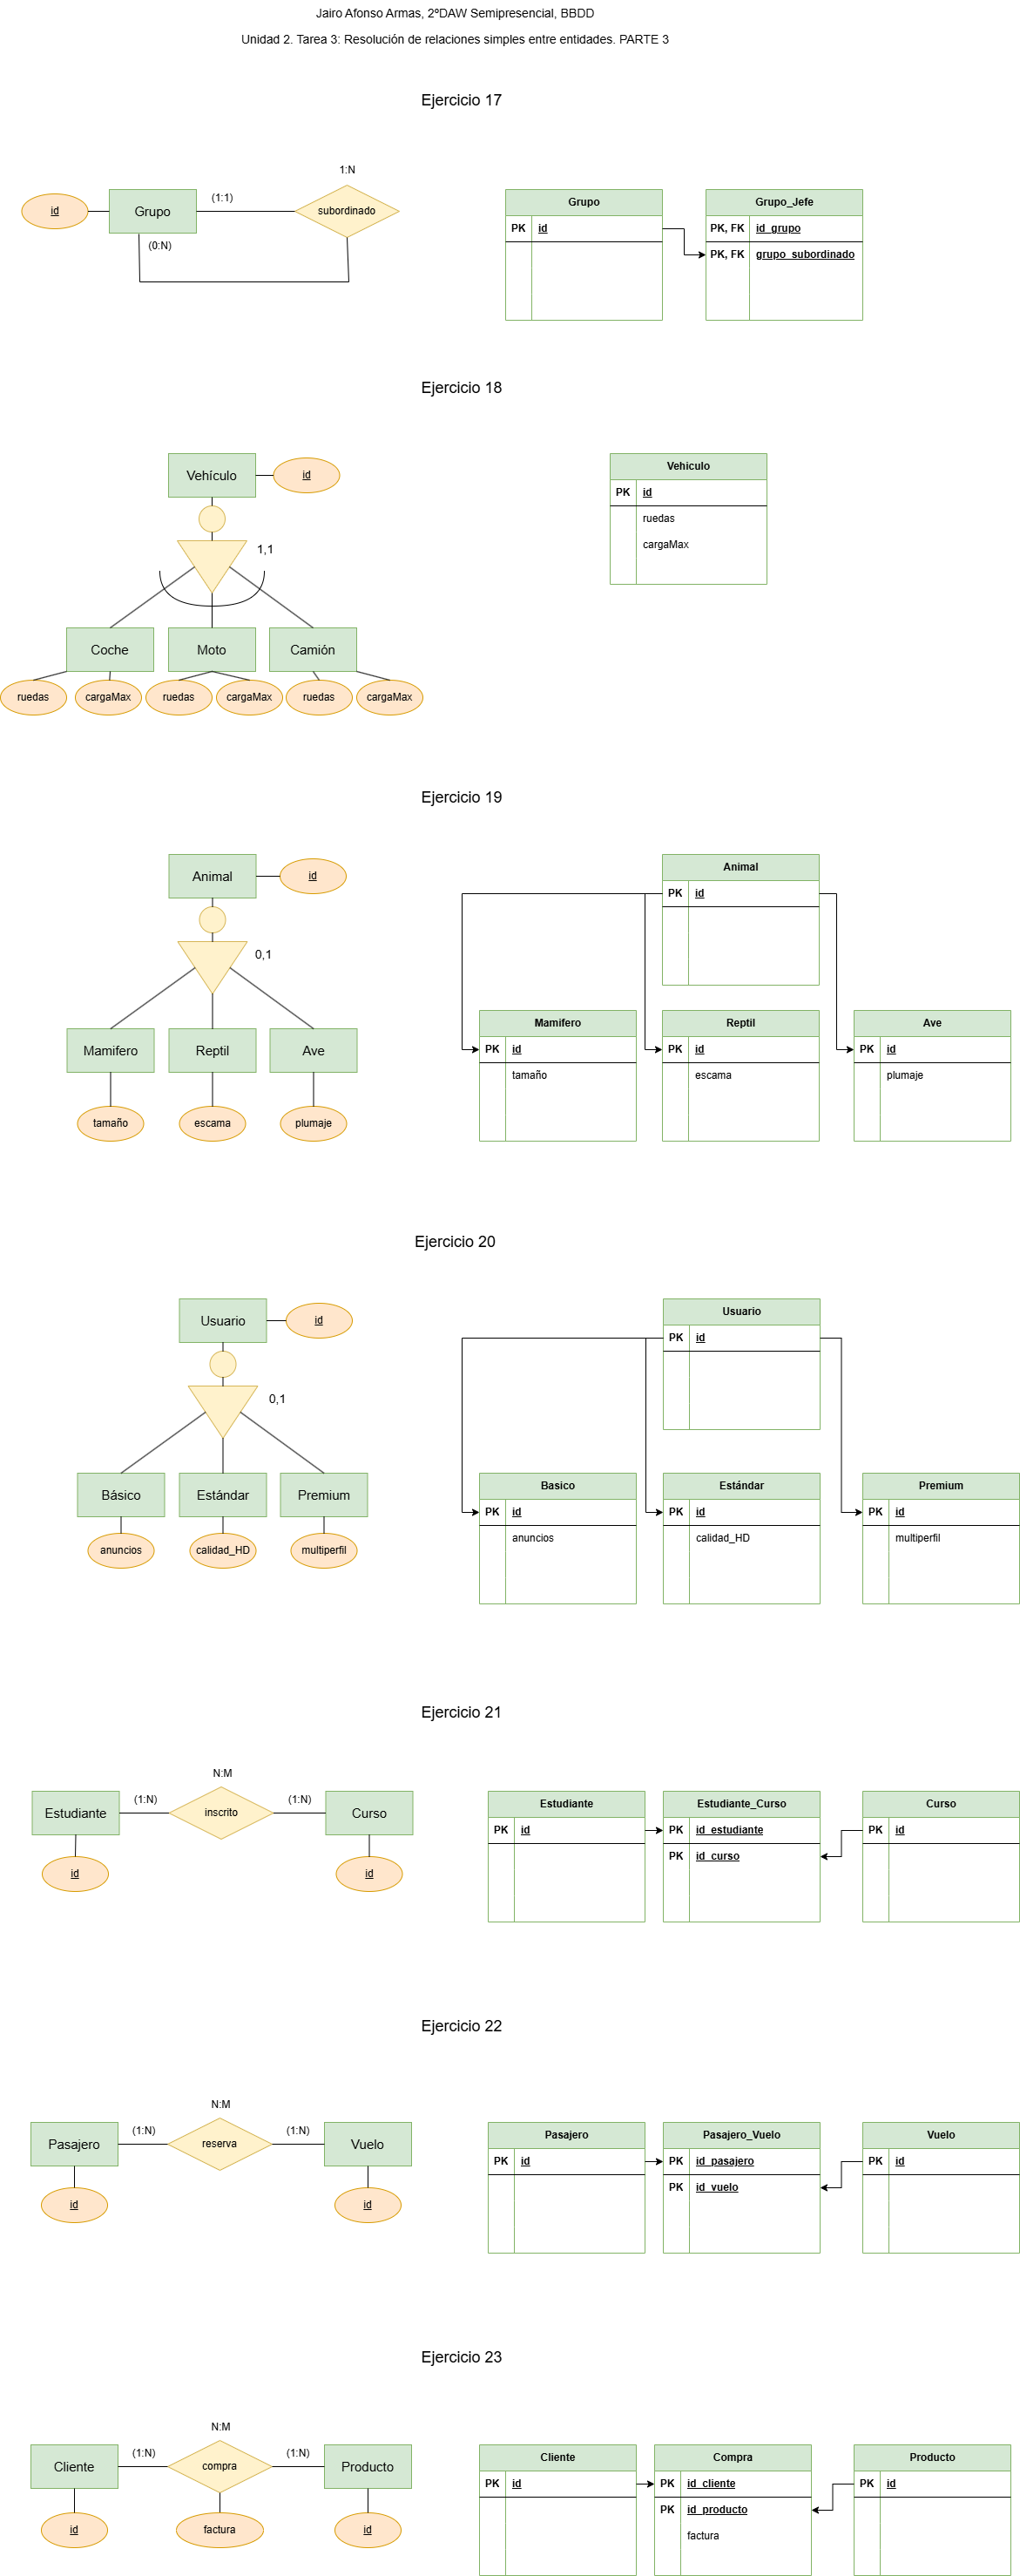 Jairo Afonso Armas, 2ºDAW Semipresencial, BBDD
Unidad 2. Tarea 3: Resolución de relaciones simples entre entidades. PARTE 3
Ejercicio 17
1:N
id
Grupo
(1:1)
subordinado
(0:N)
Grupo
PK id
Grupo_Jefe
PK, FK id_grupo
PK, FK grupo_subordinado
Ejercicio 18
Vehículo
id
1,1
Coche
Moto
Camión
ruedas
cargaMax
ruedas
cargaMax
ruedas
cargaMax
Vehiculo
PK id
ruedas
cargaMax
Ejercicio 19
Animal
id
0,1
Mamifero
Reptil
Ave
tamaño
escama
plumaje
Animal
PK id
Mamifero
PK id
tamaño
Reptil
PK id
escama
Ave
PK id
plumaje
Ejercicio 20
Usuario
id
0,1
Básico
Estándar
Premium
anuncios
calidad_HD
multiperfil
Usuario
PK id
Basico
PK id
anuncios
Estándar
PK id
calidad_HD
Premium
PK id
multiperfil
Ejercicio 21
N:M
Estudiante
(1:N)
inscrito
(1:N)
Curso
id
id
Estudiante
PK id
Estudiante_Curso
PK id_estudiante
PK id_curso
Curso
PK id
Ejercicio 22
N:M
Pasajero
(1:N)
reserva
(1:N)
Vuelo
id
id
Pasajero
PK id
Pasajero_Vuelo
PK id_pasajero
PK id_vuelo
Vuelo
PK id
Ejercicio 23
N:M
Cliente
(1:N)
compra
(1:N)
Producto
id
factura
id
Cliente
PK id
Compra
PK id_cliente
PK id_producto
factura
Producto
PK id